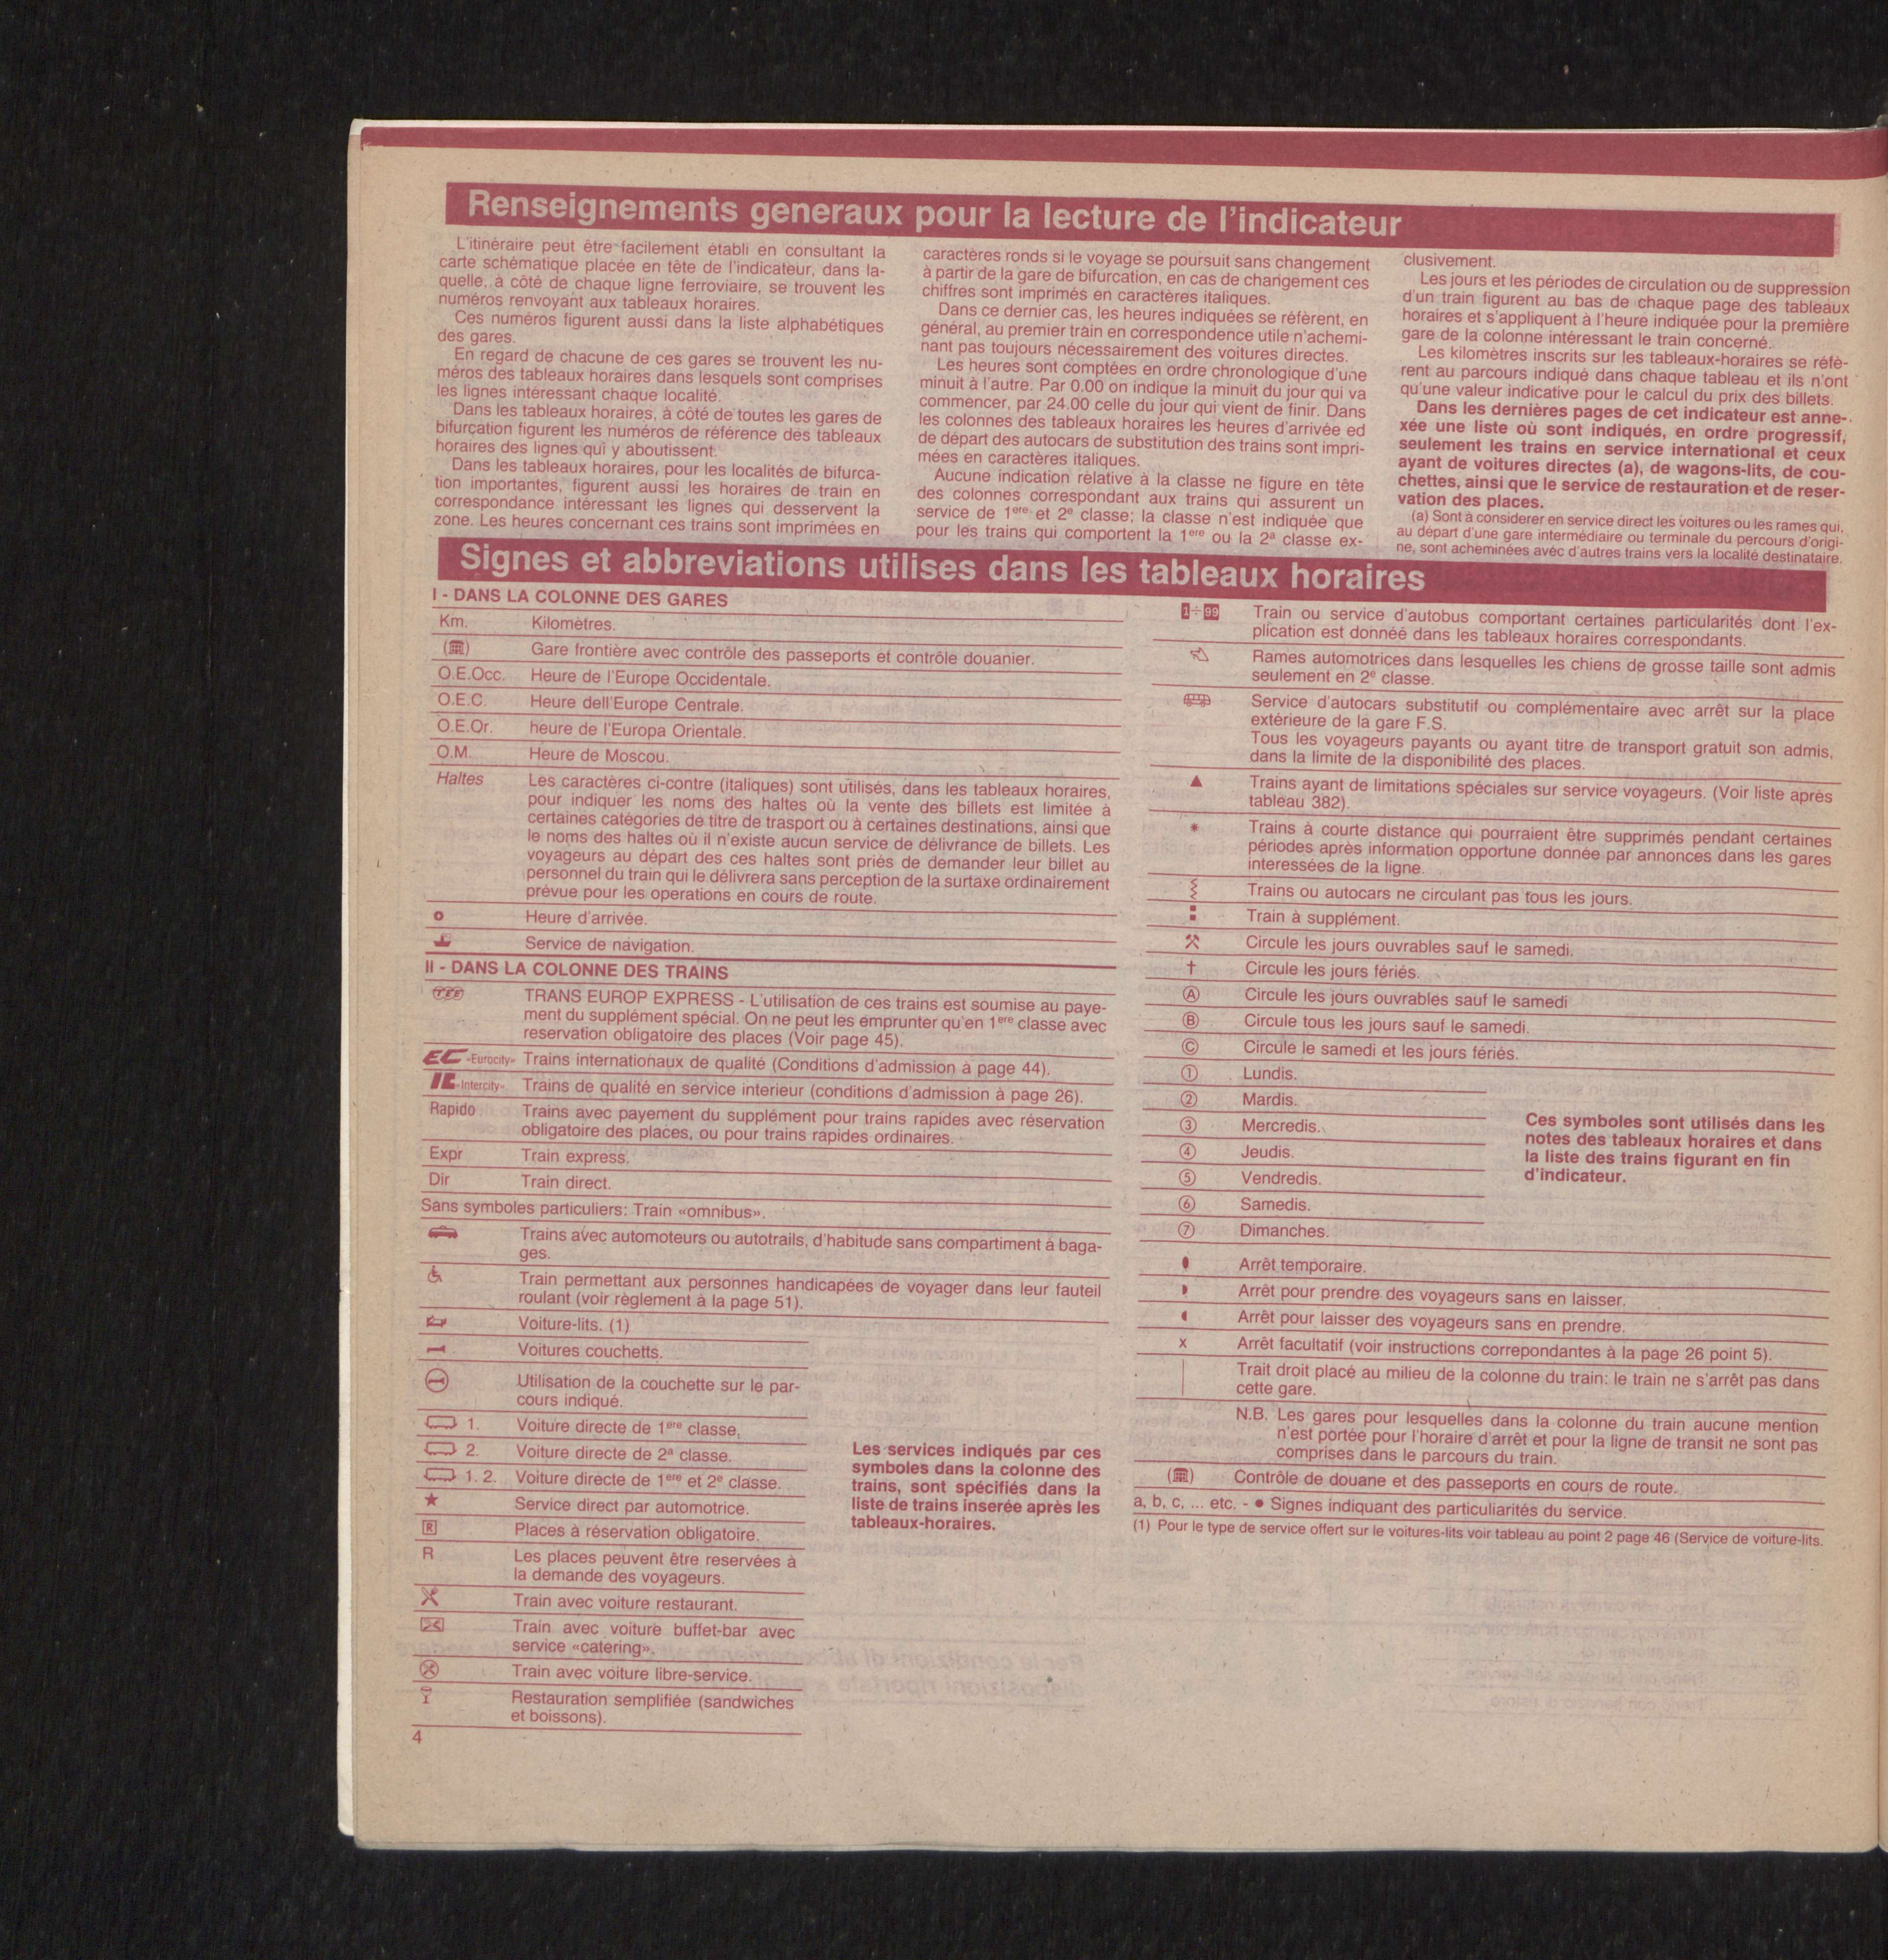 Renseignements generaux pour la lecture de l'indicateur
L'itinéraire peut être facilement établi en consultant la
carte schématique placée en tête de l'indicateur, dans la-
quelle, à côté de chaque ligne ferroviaire, se trouvent les
numéros renvoyant aux tableaux horaires.
Ces numéros figurent aussi dans la liste alphabétiques
des gares.
En regard de chacune de ces gares se trouvent les nu-
méros des tableaux horaires dans lesquels sont comprises
les lignes intéressant chaque localité.
Dans les tableaux horaires, à côté de toutes les gares de
bifurcation figurent les numéros de référence des tableaux
horaires des lignes qui y aboutissent.
Dans les tableaux horaires, pour les localités de bifurca-
tion importantes, figurent aussi les horaires de train en
correspondance intéressant les lignes qui desservent la
zone. Les heures concernant ces trains sont imprimées en
caractères ronds si le voyage se poursuit sans changement
à partir de la gare de bifurcation, en cas de changement ces
chiffres sont imprimés en caractères italiques.
Dans ce dernier cas, les heures indiquées se réfèrent, en
général, au premier train en correspondence utile n'achemi-
nant pas toujours nécessairement des voitures directes.
Les heures sont comptées en ordre chronologique d'une
minuit à l'autre. Par 0.00 on indique la minuit du jour qui va
commencer, par 24.00 celle du jour qui vient de finir. Dans
les colonnes des tableaux horaires les heures d'arrivée ed
de départ des autocars de substitution des trains sont impri-
mées en caractères italiques.
Aucune indication relative à la classe ne figure en tête
des colonnes correspondant aux trains qui assurent un
service de 1ere et 2e classe; la classe n'est indiquée que
pour les trains qui comportent la 1ere ou la 2a classe ex-
clusivement.
Les jours et les périodes de circulation ou de suppression
d'un train figurent au bas de chaque page des tableaux
horaires et s'appliquent à l'heure indiquée pour la première
gare de la colonne intéressant le train concerné.
Les kilomètres inscrits sur les tableaux-horaires se réfè-
rent au parcours indiqué dans chaque tableau et ils n'ont
qu'une valeur indicative pour le calcul du prix des billets.
Dans les dernières pages de cet indicateur est anne-
xée une liste où sont indiqués, en ordre progressif,
seulement les trains en service international et ceux
ayant de voitures directes (a), de wagons-lits, de cou-
chettes, ainsi que le service de restauration et de reser-
vation des places.
(a) Sont à considerer en service direct les voitures ou les rames qui,
au départ d'une gare intermédiaire ou terminale du percours d'origi-
ne, sont acheminées avéc d'autres trains vers la localité destinataire.
Signes et abbreviations utilises dans les tableaux horaires
I - DANS LA COLONNE DES GARES
Km. Kilomètres.
Gare frontière avec contrôle des passeports et contrôle douanier.
O.E.Occ. Heure de l'Europe Occidentale.
O.E.C. Heure dell'Europe Centrale.
O.E.Or. heure de l'Europa Orientale.
O.M. Heure de Moscou.
Haltes Les caractères ci-contre (italiques) sont utilisés, dans les tableaux horaires,
pour indiquer les noms des haltes où la vente des billets est limitée à
certaines catégories de titre de trasport ou à certaines destinations, ainsi que
le noms des haltes où il n'existe aucun service de délivrance de billets. Les
voyageurs au départ des ces haltes sont priés de demander leur billet au
personnel du train qui le délivrera sans perception de la surtaxe ordinairement
prévue pour les operations en cours de route.
Heure d'arrivée.
Service de navigation.
II - DANS LA COLONNE DES TRAINS
TEE TRANS EUROP EXPRESS - L'utilisation de ces trains est soumise au paye-
ment du supplément spécial. On ne peut les emprunter qu'en 1ere classe avec
reservation obligatoire des places (Voir page 45).
EC «Eurocity» Trains internationaux de qualité (Conditions d'admission à page 44).
IC «Intercity» Trains de qualité en service interieur (conditions d'admission à page 26).
Rapido Trains avec payement du supplément pour trains rapides avec réservation
obligatoire des places, ou pour trains rapides ordinaires.
Expr Train express.
Dir Train direct.
Sans symboles particuliers: Train «omnibus».
Trains avec automoteurs ou autotrails, d'habitude sans compartiment à baga-
ges.
Train permettant aux personnes handicapées de voyager dans leur fauteil
roulant (voir règlement à la page 51).
Voiture-lits. (1)
Voitures couchetts.
Utilisation de la couchette sur le par-
cours indiqué.
1. Voiture directe de 1ere classe.
2. Voiture directe de 2a classe.
1. 2. Voiture directe de 1ere et 2e classe.
★ Service direct par automotrice.
R Places à réservation obligatoire.
R Les places peuvent être reservées à
la demande des voyageurs.
Train avec voiture restaurant.
Train avec voiture buffet-bar avec
service «catering».
Train avec voiture libre-service.
Restauration semplifiée (sandwiches
et boissons).
Les services indiqués par ces
symboles dans la colonne des
trains, sont spécifiés dans la
liste de trains inserée après les
tableaux-horaires.
1÷99 Train ou service d'autobus comportant certaines particularités dont l'ex-
plication est donnéé dans les tableaux horaires correspondants.
Rames automotrices dans lesquelles les chiens de grosse taille sont admis
seulement en 2e classe.
Service d'autocars substitutif ou complémentaire avec arrêt sur la place
extérieure de la gare F.S.
Tous les voyageurs payants ou ayant titre de transport gratuit son admis,
dans la limite de la disponibilité des places.
▲ Trains ayant de limitations spéciales sur service voyageurs. (Voir liste après
tableau 382).
* Trains à courte distance qui pourraient être supprimés pendant certaines
périodes après information opportune donnée par annonces dans les gares
interessées de la ligne.
Trains ou autocars ne circulant pas tous les jours.
Train à supplément.
Circule les jours ouvrables sauf le samedi.
† Circule les jours fériés.
Ⓐ Circule les jours ouvrables sauf le samedi
Ⓑ Circule tous les jours sauf le samedi.
Ⓒ Circule le samedi et les jours fériés.
① Lundis.
② Mardis.
③ Mercredis.
④ Jeudis.
⑤ Vendredis.
⑥ Samedis.
⑦ Dimanches.
Ces symboles sont utilisés dans les
notes des tableaux horaires et dans
la liste des trains figurant en fin
d'indicateur.
Arrêt temporaire.
Arrêt pour prendre des voyageurs sans en laisser.
Arrêt pour laisser des voyageurs sans en prendre.
x Arrêt facultatif (voir instructions correpondantes à la page 26 point 5).
Trait droit placé au milieu de la colonne du train: le train ne s'arrêt pas dans
cette gare.
N.B. Les gares pour lesquelles dans la colonne du train aucune mention
n'est portée pour l'horaire d'arrêt et pour la ligne de transit ne sont pas
comprises dans le parcours du train.
Contrôle de douane et des passeports en cours de route.
a, b, c, ... etc. - ● Signes indiquant des particuliarités du service.
(1) Pour le type de service offert sur le voitures-lits voir tableau au point 2 page 46 (Service de voiture-lits.
4